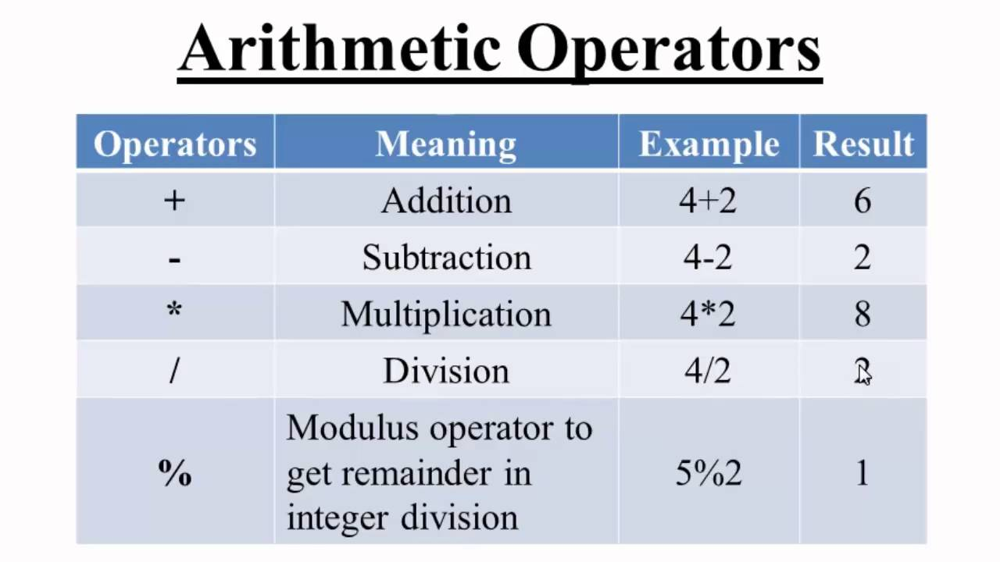 Arithmetic Operators
Operators Meaning Example Result
+ Addition 4+2 6
- Subtraction 4-2 2
* Multiplication 4*2 8
/ Division 4/2 2
Modulus operator to
get remainder in
integer division
% 5%2 1